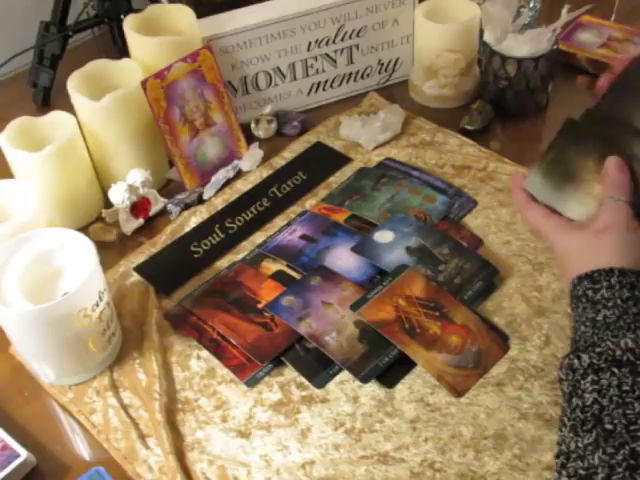 SOMETIMES YOU WILL NEVER
KNOW THE value OF A
MOMENT UNTIL IT
BECOMES A memory
Soul Source Tarot